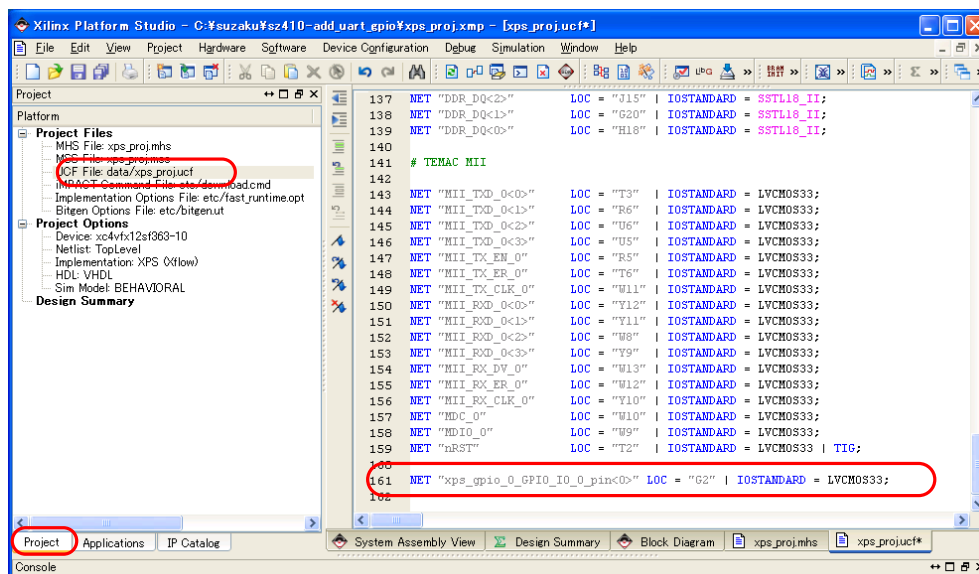 Xilinx Platform Studio - C:¥suzaku¥sz410-add_uart_gpio¥xps_proj.xmp - [xps_proj.ucf*]
File Edit View Project Hardware Software Device Configuration Debug Simulation Window Help
Project
Platform
Project Files
MHS File: xps_proj.mhs
MSS File: xps_proj.mss
UCF File: data/xps_proj.ucf
iMPACT Command File: etc/download.cmd
Implementation Options File: etc/fast_runtime.opt
Bitgen Options File: etc/bitgen.ut
Project Options
Device: xc4vfx12sf363-10
Netlist: TopLevel
Implementation: XPS (Xflow)
HDL: VHDL
Sim Model: BEHAVIORAL
Design Summary
137 NET "DDR_DQ<2>" LOC = "J15" | IOSTANDARD = SSTL18_II;
138 NET "DDR_DQ<1>" LOC = "G20" | IOSTANDARD = SSTL18_II;
139 NET "DDR_DQ<0>" LOC = "H18" | IOSTANDARD = SSTL18_II;
140
141 # TEMAC MII
142
143 NET "MII_TXD_0<0>" LOC = "T3" | IOSTANDARD = LVCMOS33;
144 NET "MII_TXD_0<1>" LOC = "R6" | IOSTANDARD = LVCMOS33;
145 NET "MII_TXD_0<2>" LOC = "U6" | IOSTANDARD = LVCMOS33;
146 NET "MII_TXD_0<3>" LOC = "U5" | IOSTANDARD = LVCMOS33;
147 NET "MII_TX_EN_0" LOC = "R5" | IOSTANDARD = LVCMOS33;
148 NET "MII_TX_ER_0" LOC = "T6" | IOSTANDARD = LVCMOS33;
149 NET "MII_TX_CLK_0" LOC = "W11" | IOSTANDARD = LVCMOS33;
150 NET "MII_RXD_0<0>" LOC = "Y12" | IOSTANDARD = LVCMOS33;
151 NET "MII_RXD_0<1>" LOC = "Y11" | IOSTANDARD = LVCMOS33;
152 NET "MII_RXD_0<2>" LOC = "W8" | IOSTANDARD = LVCMOS33;
153 NET "MII_RXD_0<3>" LOC = "Y9" | IOSTANDARD = LVCMOS33;
154 NET "MII_RX_DV_0" LOC = "W13" | IOSTANDARD = LVCMOS33;
155 NET "MII_RX_ER_0" LOC = "W12" | IOSTANDARD = LVCMOS33;
156 NET "MII_RX_CLK_0" LOC = "Y10" | IOSTANDARD = LVCMOS33;
157 NET "MDC_0" LOC = "W10" | IOSTANDARD = LVCMOS33;
158 NET "MDIO_0" LOC = "W9" | IOSTANDARD = LVCMOS33;
159 NET "nRST" LOC = "T2" | IOSTANDARD = LVCMOS33 | TIG;
160
161 NET "xps_gpio_0_GPIO_IO_0_pin<0>" LOC = "G2" | IOSTANDARD = LVCMOS33;
162
Project Applications IP Catalog
System Assembly View Design Summary Block Diagram xps_proj.mhs xps_proj.ucf*
Console